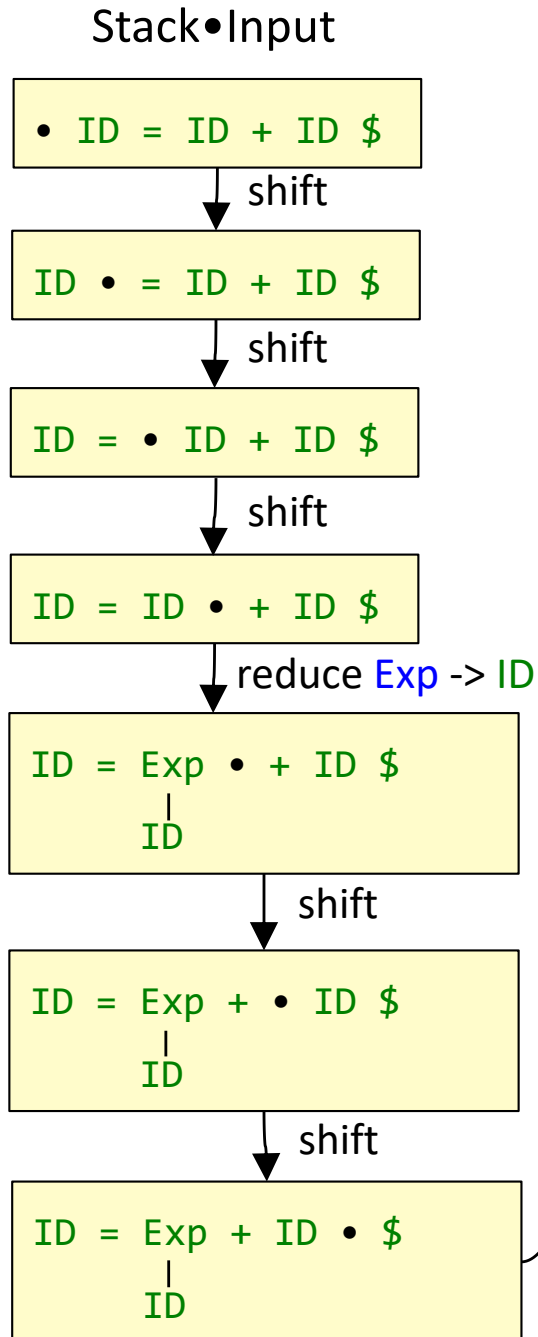 Stack•Input
• ID = ID + ID $
shift
ID • = ID + ID $
shift
ID = • ID + ID $
shift
ID = ID • + ID $
reduce Exp -> ID
ID = Exp • + ID $
ID
shift
ID = Exp + • ID $
ID
shift
ID = Exp + ID • $
ID